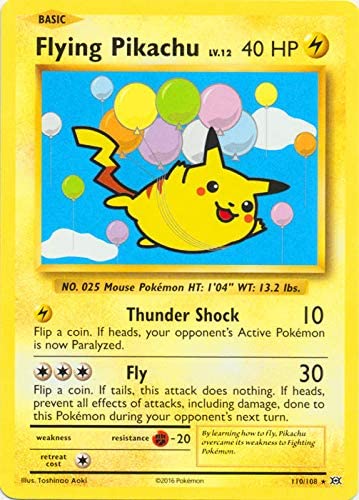 BASIC
Flying Pikachu LV.12 40 HP
NO. 025 Mouse Pokémon HT: 1'04" WT: 13.2 lbs.
Thunder Shock 10
Flip a coin. If heads, your opponent's Active Pokémon
is now Paralyzed.
Fly 30
Flip a coin. If tails, this attack does nothing. If heads,
prevent all effects of attacks, including damage, done to
this Pokémon during your opponent's next turn.
weakness resistance -20
retreat
cost
By learning how to fly, Pikachu
overcame its weakness to Fighting
Pokémon.
Illus. Toshinao Aoki ©2016 Pokémon 110/108 ★ XY